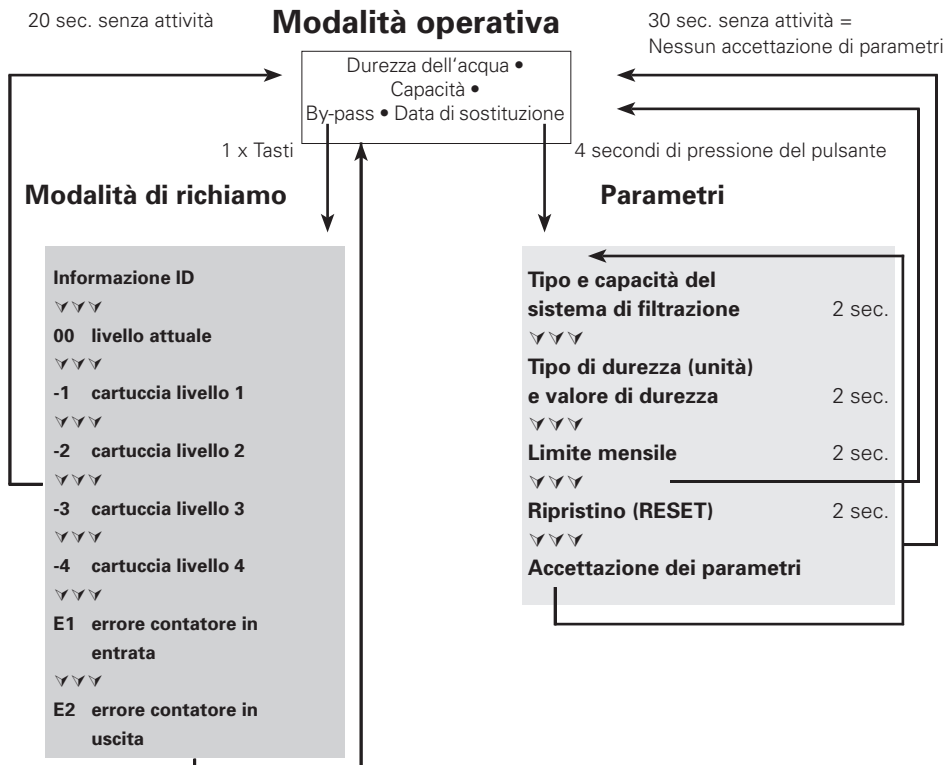 20 sec. senza attività
Modalità operativa
30 sec. senza attività =
Nessun accettazione di parametri
Durezza dell'acqua •
Capacità •
By-pass • Data di sostituzione
1 x Tasti
4 secondi di pressione del pulsante
Modalità di richiamo
Parametri
Informazione ID
00 livello attuale
-1 cartuccia livello 1
-2 cartuccia livello 2
-3 cartuccia livello 3
-4 cartuccia livello 4
E1 errore contatore in
entrata
E2 errore contatore in
uscita
Tipo e capacità del
sistema di filtrazione 2 sec.
Tipo di durezza (unità)
e valore di durezza 2 sec.
Limite mensile 2 sec.
Ripristino (RESET) 2 sec.
Accettazione dei parametri